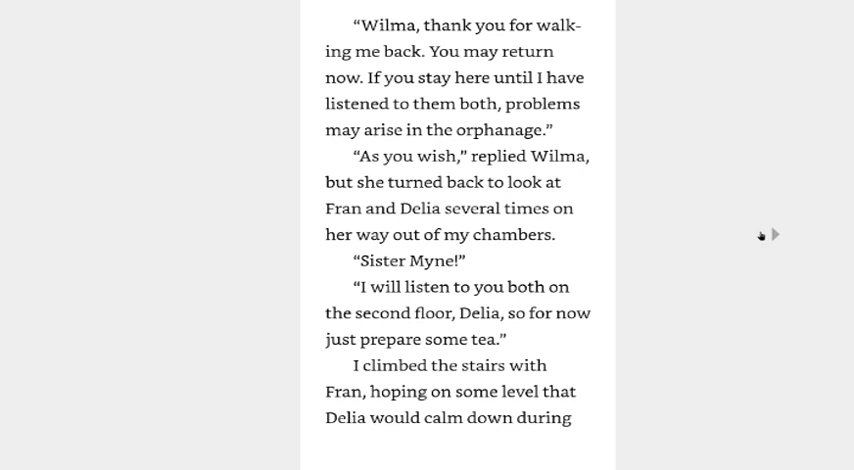 “Wilma, thank you for walk-
ing me back. You may return
now. If you stay here until I have
listened to them both, problems
may arise in the orphanage.”
“As you wish,” replied Wilma,
but she turned back to look at
Fran and Delia several times on
her way out of my chambers.
“Sister Myne!”
“I will listen to you both on
the second floor, Delia, so for now
just prepare some tea.”
I climbed the stairs with
Fran, hoping on some level that
Delia would calm down during